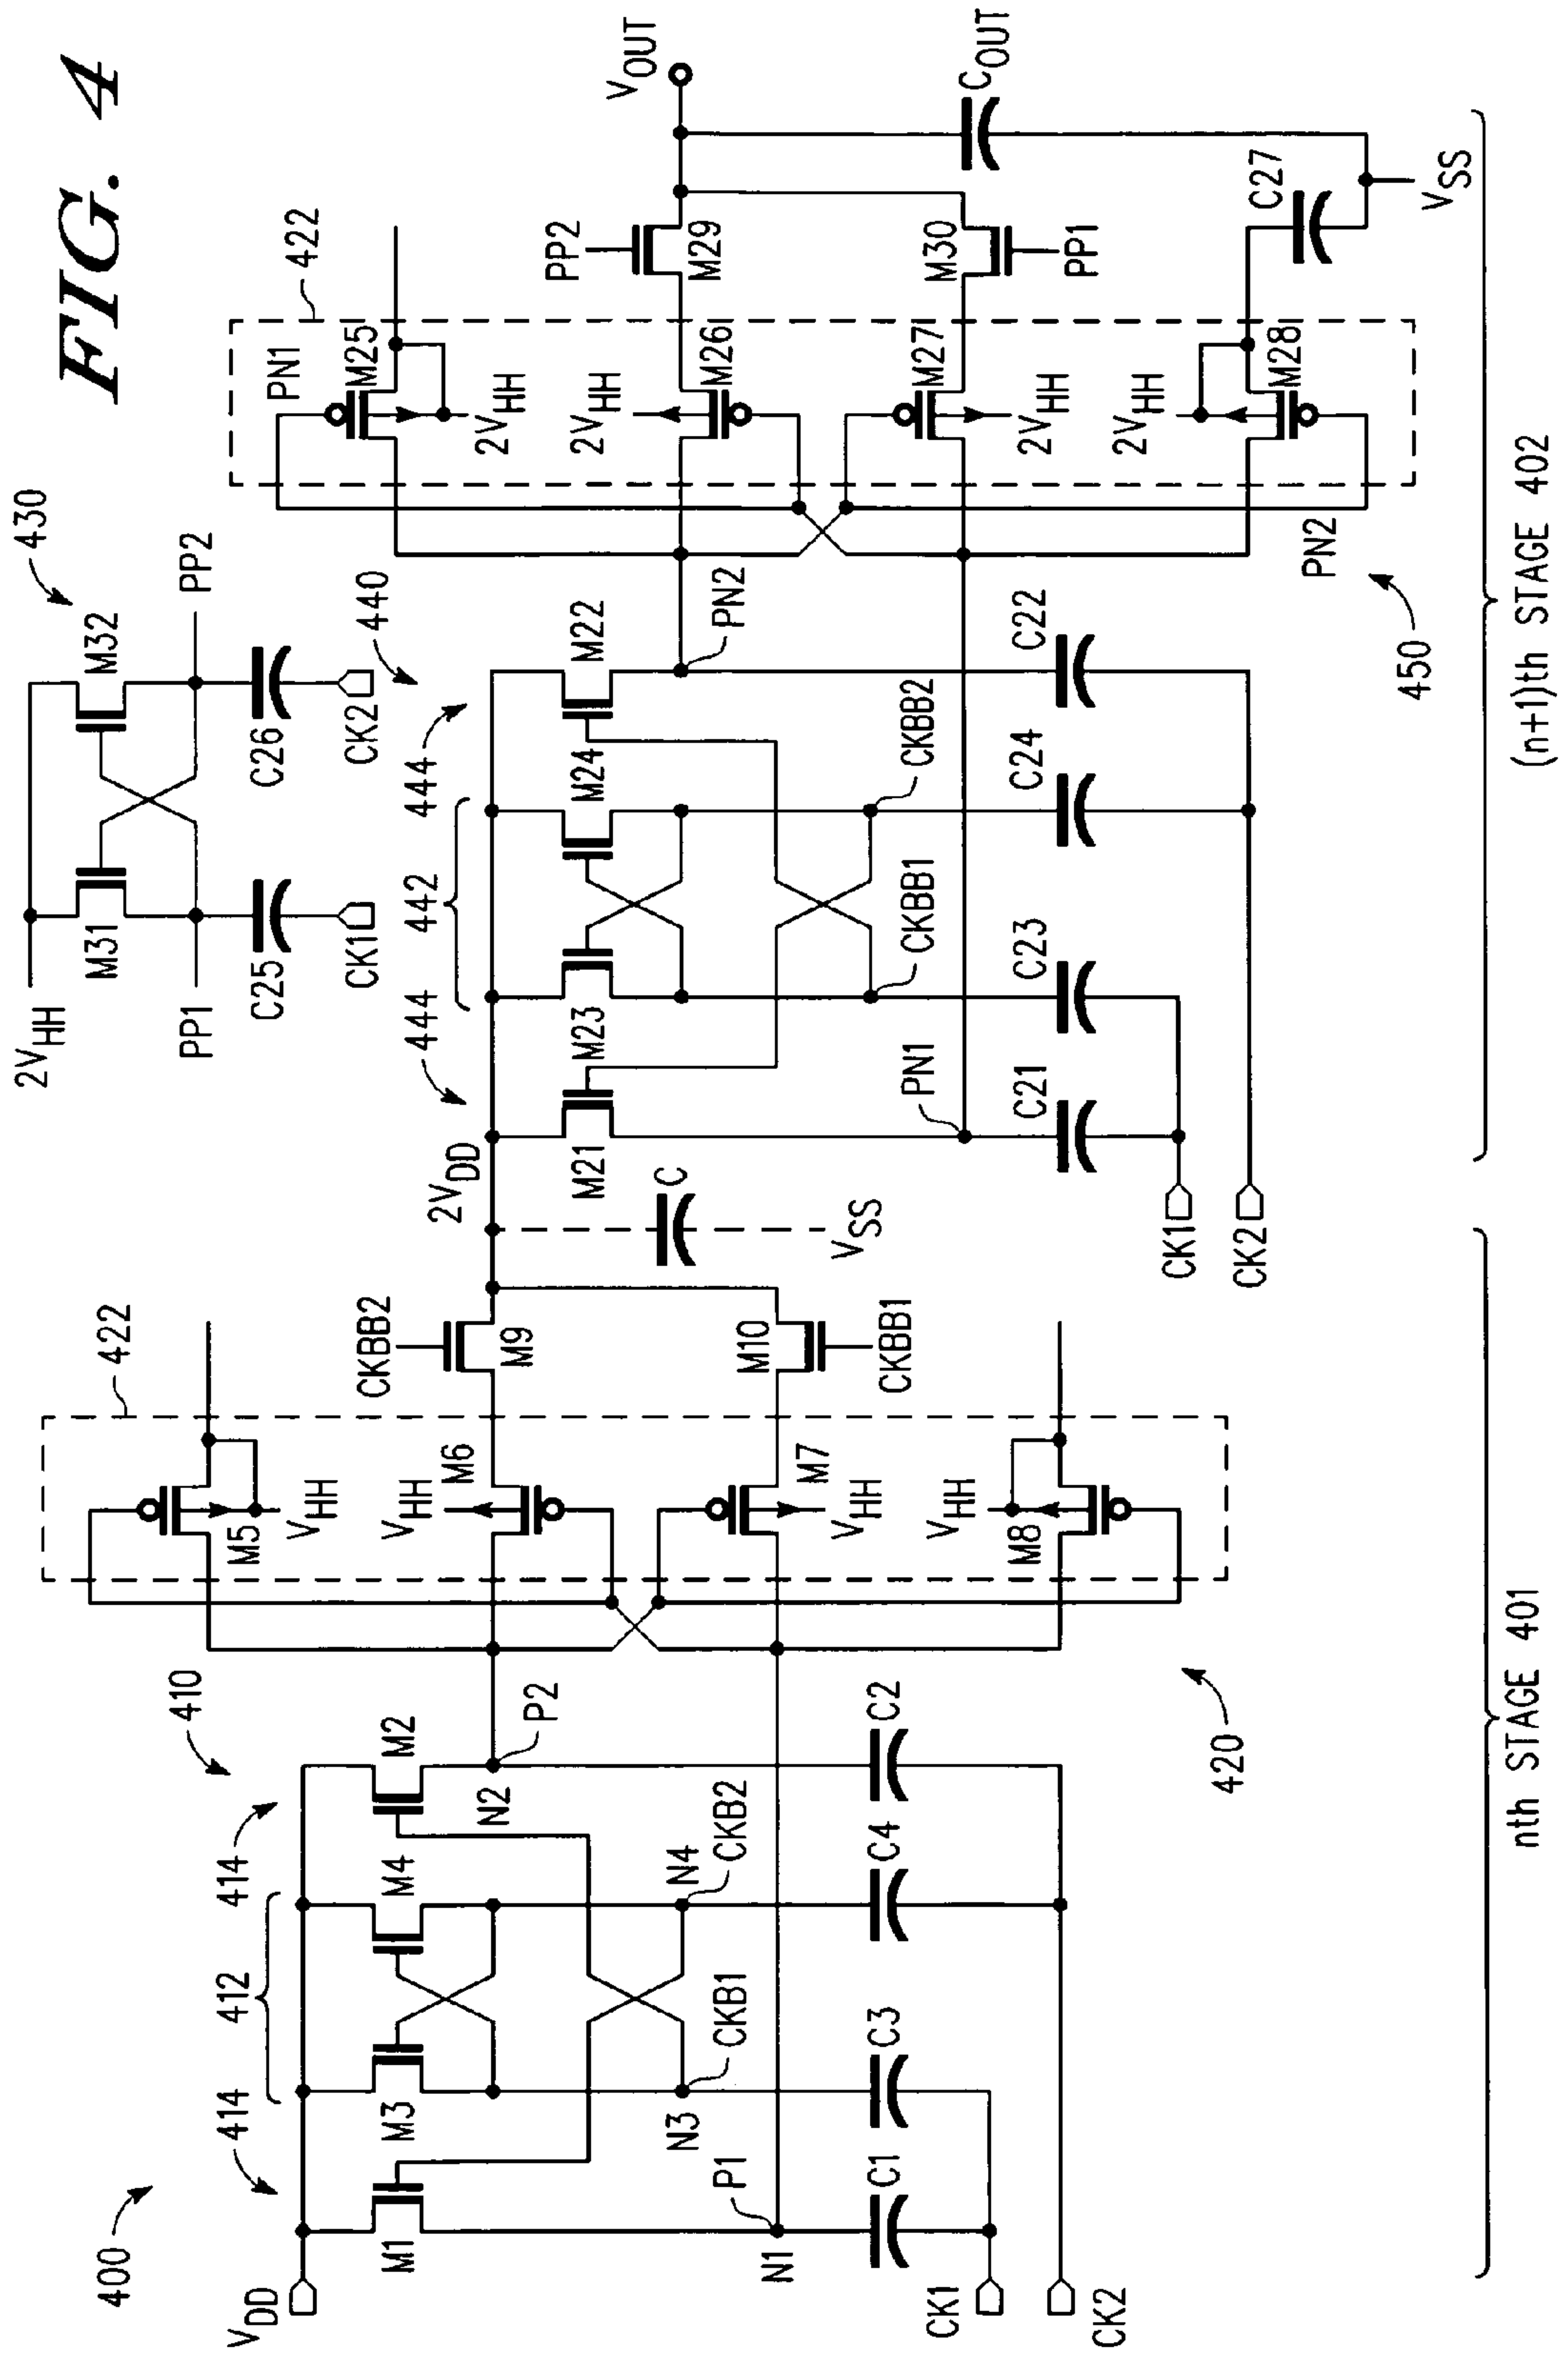 FIG. 4
400
V_DD
414
412
414
410
M1
M3
M4
M2
N2
P2
P1
N1
N3
CKB1
N4
CKB2
C1
C3
C4
C2
CK1
CK2
422
M5
V_HH
V_HH
M6
M7
V_HH
V_HH
M8
420
CKBB2
M9
M10
CKBB1
2V_DD
C
V_SS
nth STAGE 401
2V_HH
430
M31
M32
PP1
PP2
C25
C26
CK1
CK2
444
442
444
440
M21
M23
M24
M22
PN2
PN1
CKBB1
CKBB2
C21
C23
C24
C22
CK1
CK2
422
PN1
M25
2V_HH
2V_HH
M26
M27
2V_HH
2V_HH
M28
PN2
450
PP2
M29
M30
PP1
V_OUT
C_OUT
C27
V_SS
(n+1)th STAGE 402